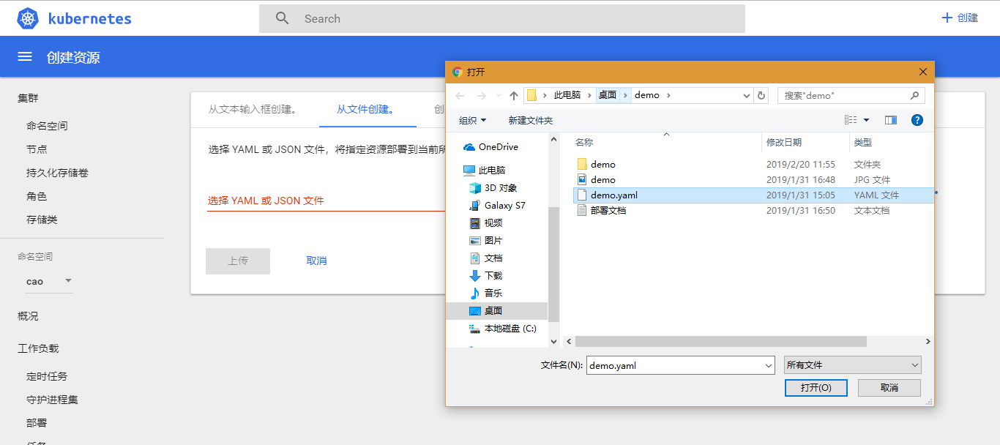 kubernetes
Search
创建
创建资源
集群
命名空间
节点
持久化存储卷
角色
存储类
命名空间
cao
概况
工作负载
定时任务
守护进程集
部署
任务
从文本输入框创建。
从文件创建。
创
选择 YAML 或 JSON 文件，将指定资源部署到当前所
选择 YAML 或 JSON 文件
上传
取消
打开
此电脑
桌面
demo
搜索"demo"
组织
新建文件夹
OneDrive
此电脑
3D 对象
Galaxy S7
视频
图片
文档
下载
音乐
桌面
本地磁盘 (C:)
名称 修改日期 类型
demo 2019/2/20 11:55 文件夹
demo 2019/1/31 16:48 JPG 文件
demo.yaml 2019/1/31 15:05 YAML 文件
部署文档 2019/1/31 16:50 文本文档
文件名(N): demo.yaml 所有文件
打开(O) 取消